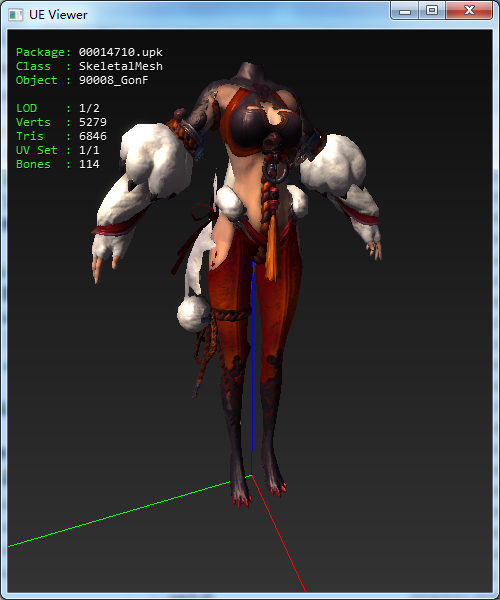 UE Viewer
Package: 00014710.upk
Class : SkeletalMesh
Object : 90008_GonF
LOD : 1/2
Verts : 5279
Tris : 6846
UV Set : 1/1
Bones : 114